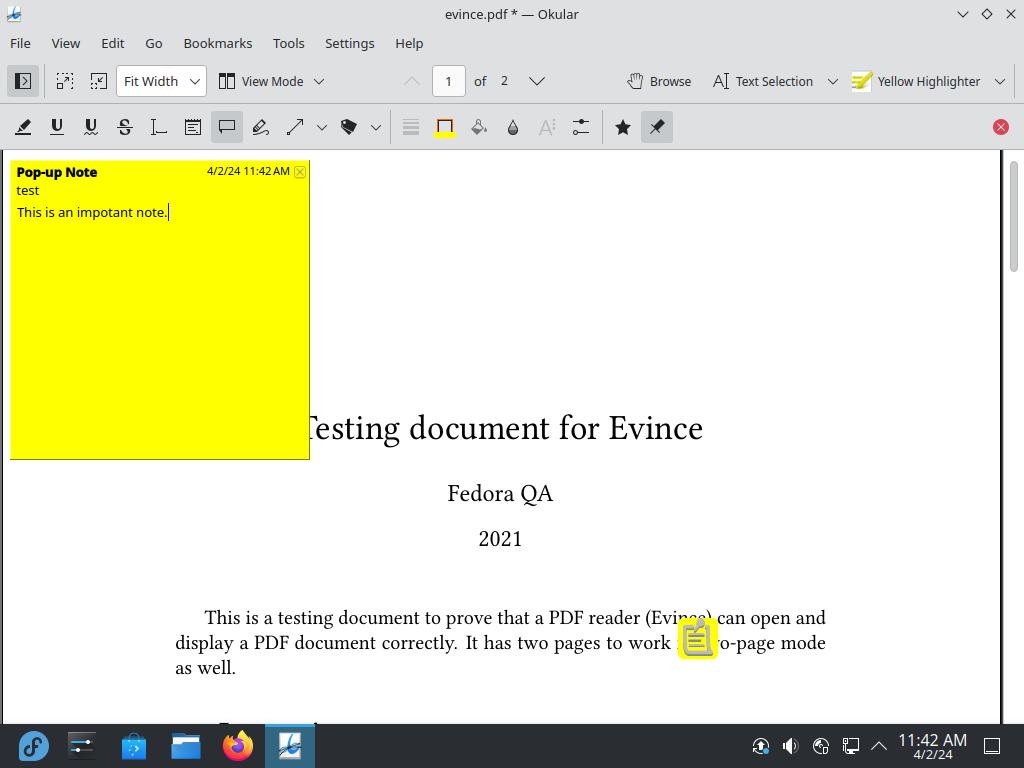 evince.pdf * — Okular
File View Edit Go Bookmarks Tools Settings Help
Fit Width View Mode 1 of 2 Browse Text Selection Yellow Highlighter
Pop-up Note 4/2/24 11:42 AM
test
This is an impotant note.
Testing document for Evince
Fedora QA
2021
This is a testing document to prove that a PDF reader (Evince) can open and
display a PDF document correctly. It has two pages to work vo-page mode
as well.
11:42 AM
4/2/24